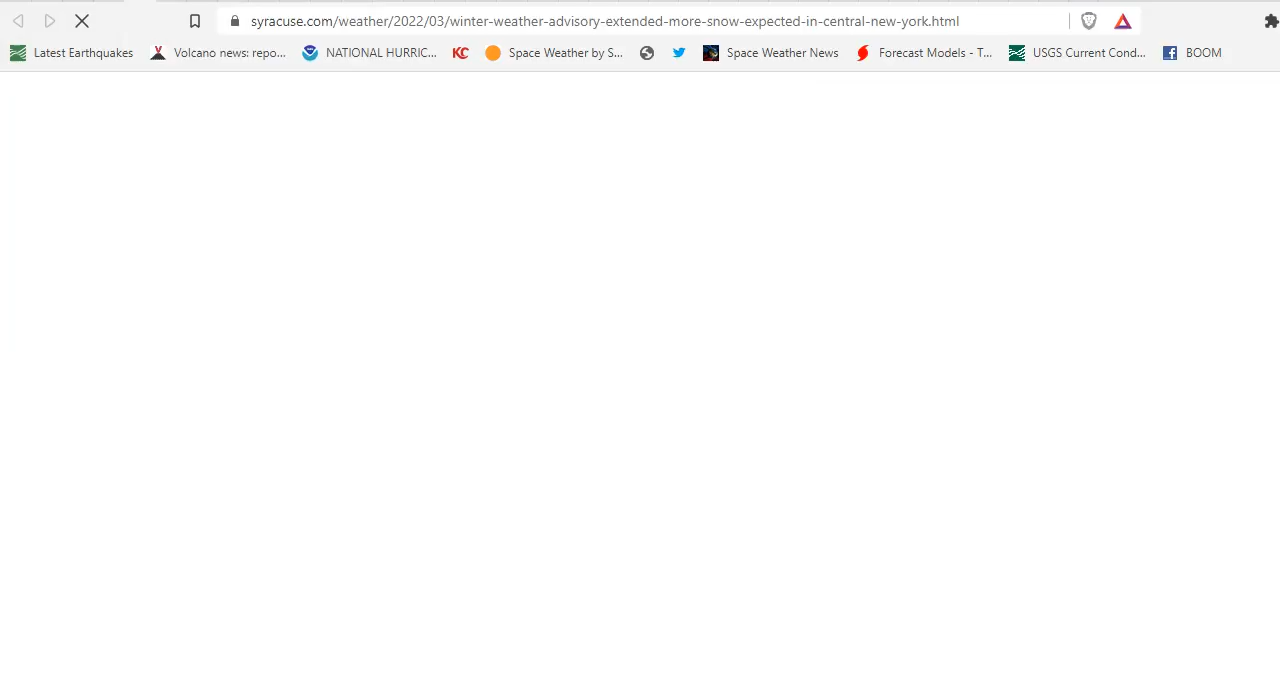 syracuse.com/weather/2022/03/winter-weather-advisory-extended-more-snow-expected-in-central-new-york.html
Latest Earthquakes Volcano news: repo... NATIONAL HURRIC... KC Space Weather by S... Space Weather News Forecast Models - T... USGS Current Cond... BOOM